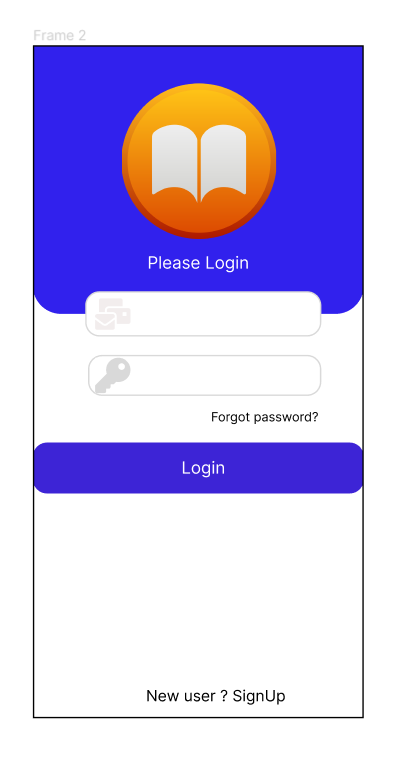 Frame 2
Please Login
Forgot password?
Login
New user ? SignUp